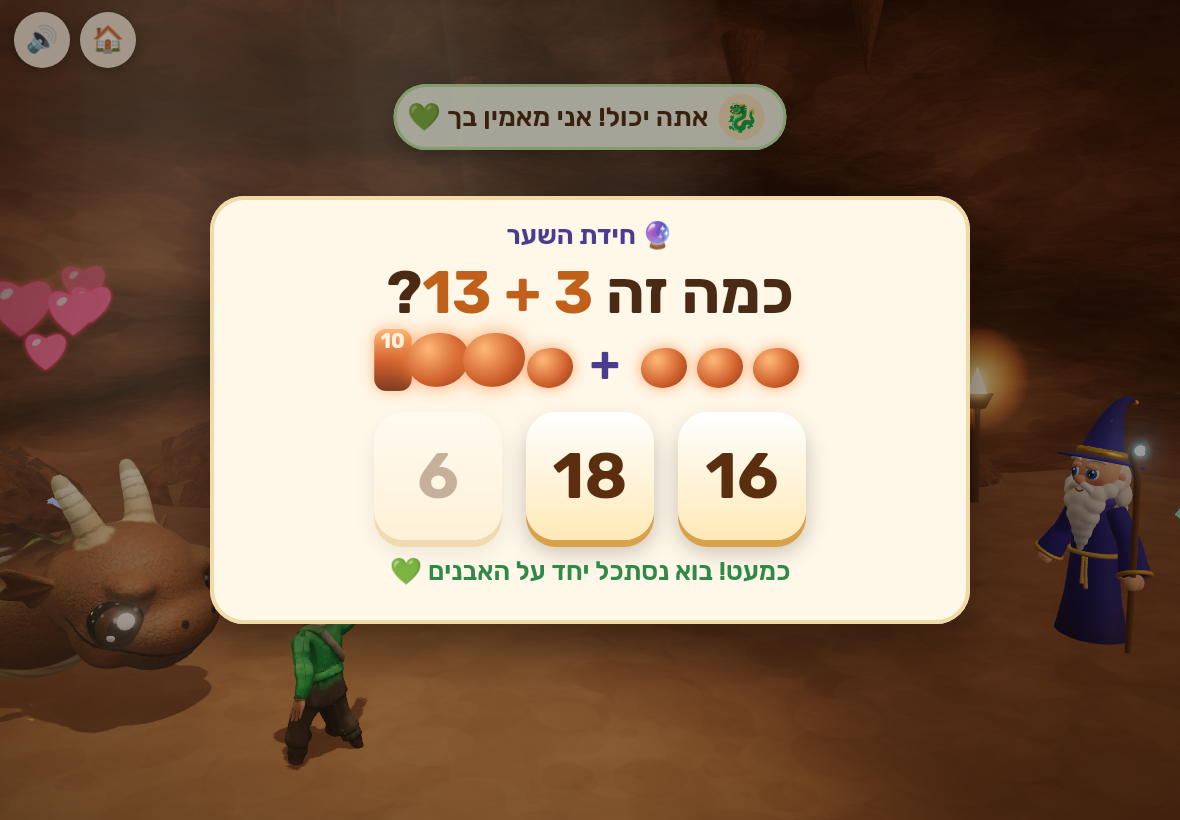 אתה יכול! אני מאמין בך
חידת השער
כמה זה 13 + 3?
10 +
16 18 6
כמעט! בוא נסתכל יחד על האבנים